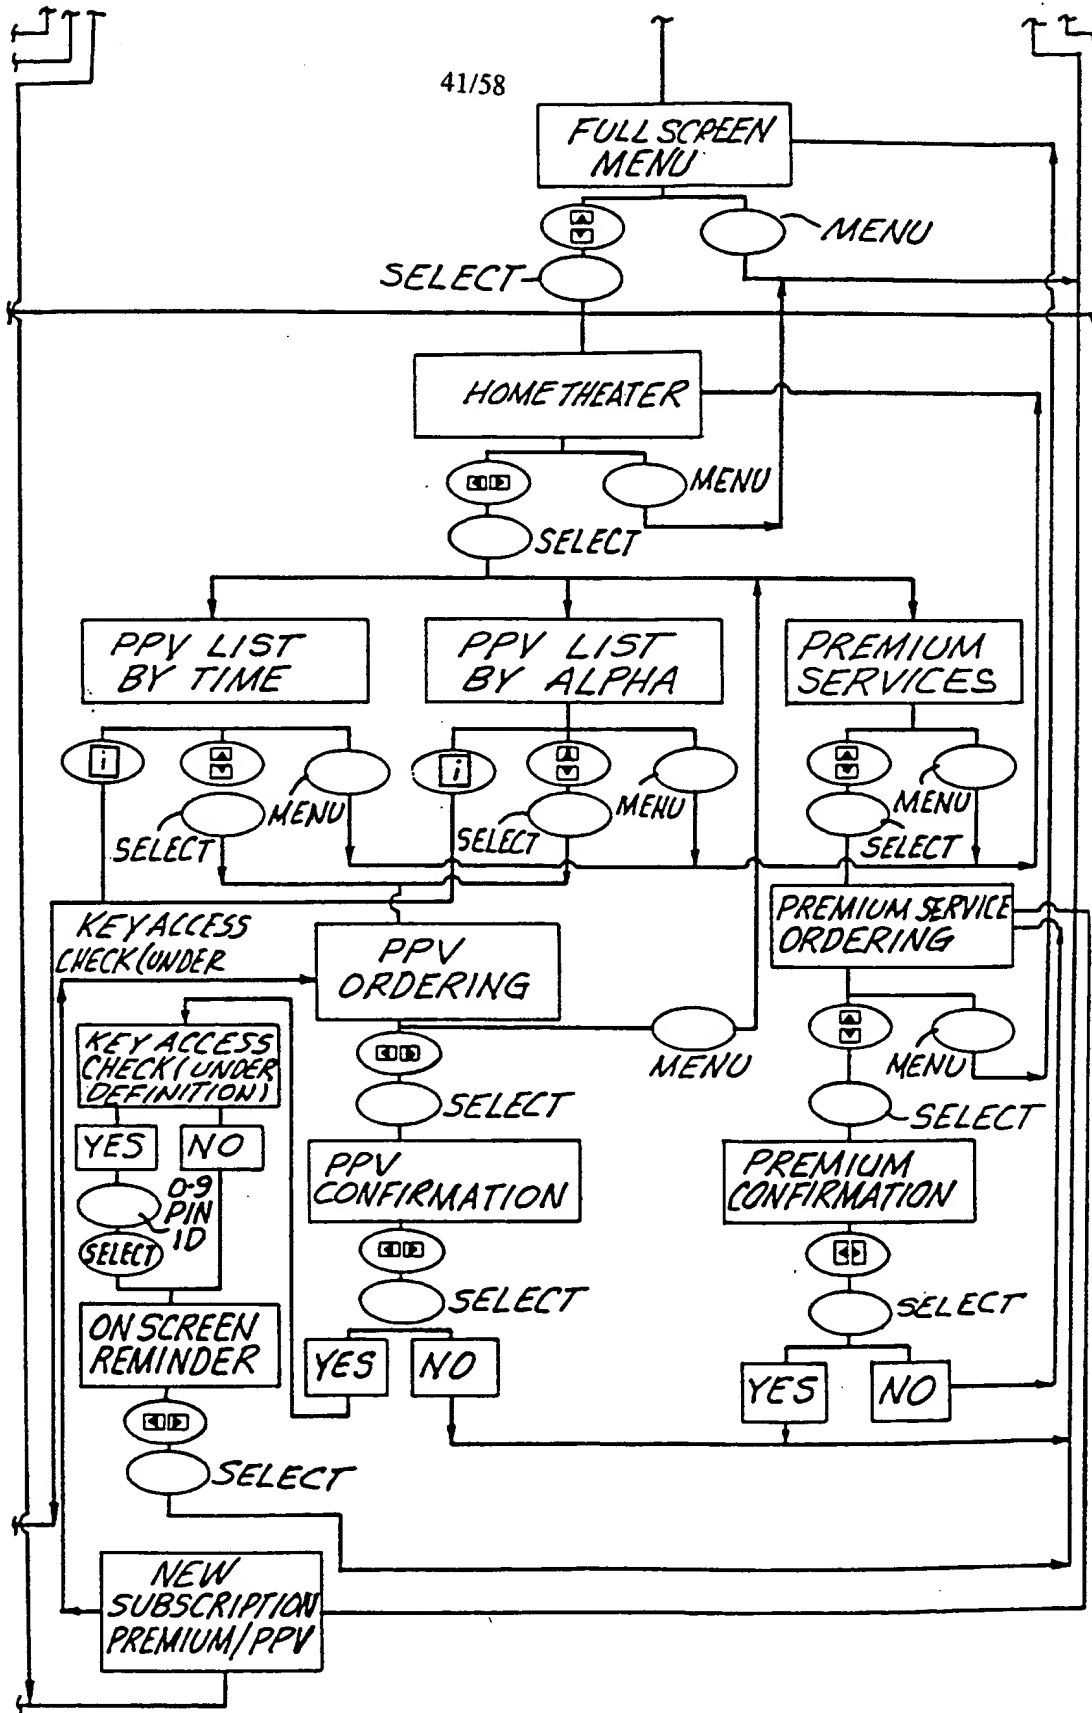 41/58
FULL SCREEN
MENU
MENU
SELECT
HOME THEATER
MENU
SELECT
PPV LIST
BY TIME
PPV LIST
BY ALPHA
PREMIUM
SERVICES
i
MENU
SELECT
i
MENU
SELECT
MENU
SELECT
KEY ACCESS
CHECK (UNDER
PPV
ORDERING
PREMIUM SERVICE
ORDERING
KEY ACCESS
CHECK (UNDER
DEFINITION)
MENU
MENU
SELECT
SELECT
YES
NO
0-9
PIN
ID
SELECT
PPV
CONFIRMATION
PREMIUM
CONFIRMATION
SELECT
SELECT
ON SCREEN
REMINDER
YES
NO
YES
NO
SELECT
NEW
SUBSCRIPTION
PREMIUM/PPV